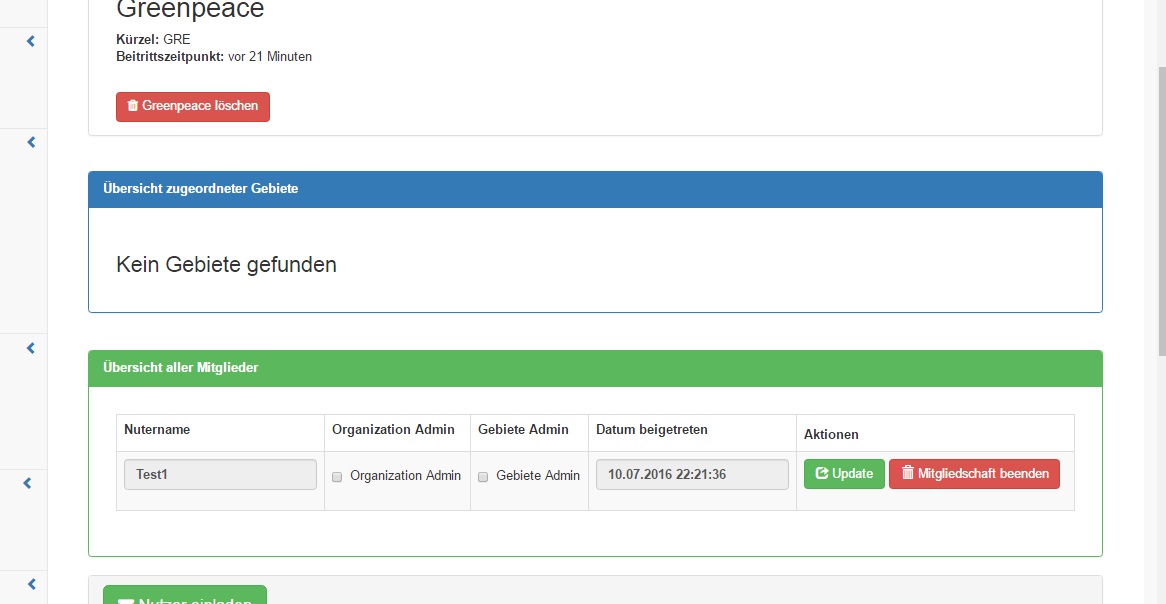 Greenpeace
Kürzel: GRE
Beitrittszeitpunkt: vor 21 Minuten
Greenpeace löschen
Übersicht zugeordneter Gebiete
Kein Gebiete gefunden
Übersicht aller Mitglieder
Nutername Organization Admin Gebiete Admin Datum beigetreten Aktionen
Test1 Organization Admin Gebiete Admin 10.07.2016 22:21:36 Update Mitgliedschaft beenden
Nutzer einladen